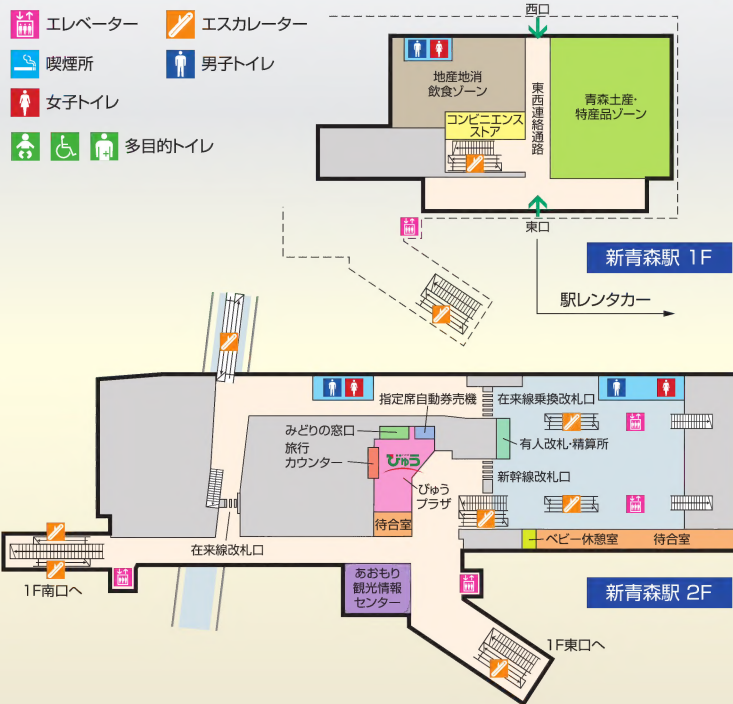 エレベーター
エスカレーター
喫煙所
男子トイレ
女子トイレ
多目的トイレ
西口
地産地消
飲食ゾーン
コンビニエンス
ストア
東西連絡通路
青森土産・
特産品ゾーン
東口
新青森駅 1F
駅レンタカー
指定席自動券売機
在来線乗換改札口
みどりの窓口
旅行
カウンター
びゅう
びゅう
プラザ
有人改札・精算所
新幹線改札口
待合室
在来線改札口
ベビー休憩室
待合室
1F南口へ
あおもり
観光情報
センター
新青森駅 2F
1F東口へ